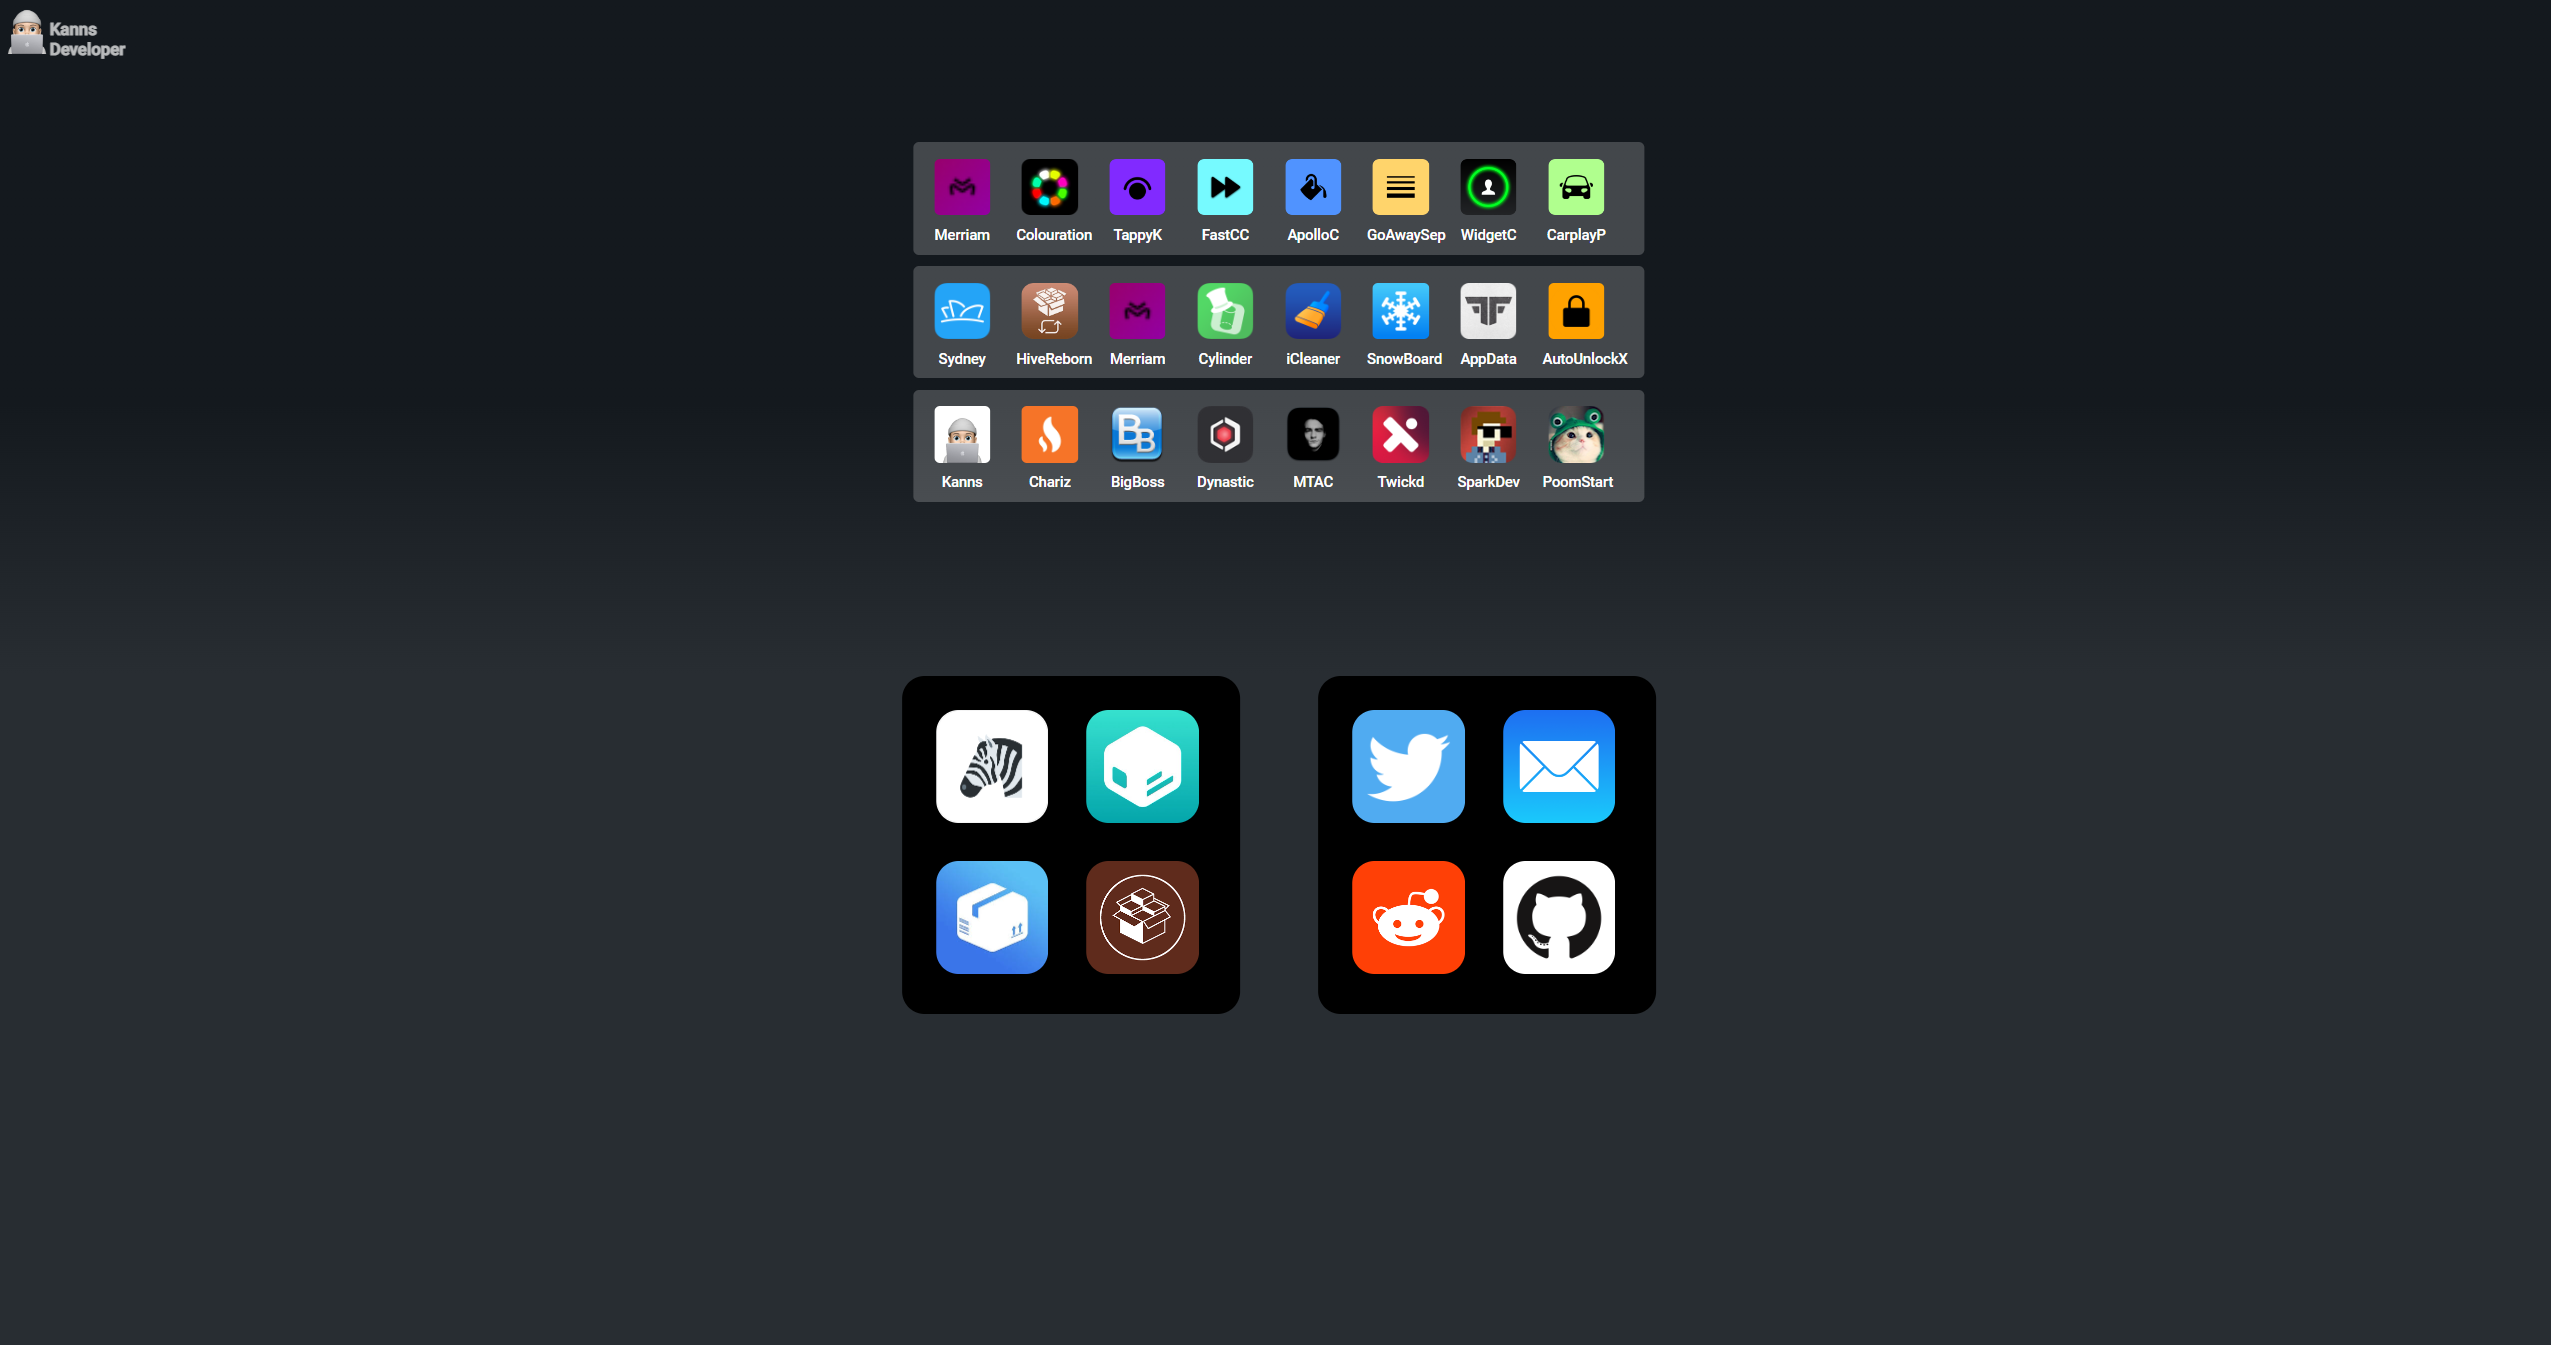 Kanns
Developer
Merriam Colouration TappyK FastCC ApolloC GoAwaySep WidgetC CarplayP
Sydney HiveReborn Merriam Cylinder iCleaner SnowBoard AppData AutoUnlockX
BB
Kanns Chariz BigBoss Dynastic MTAC Twickd SparkDev PoomStart